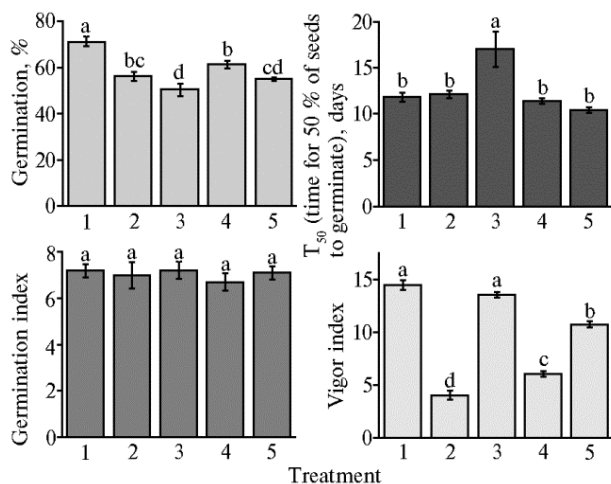 Germination, %
80
60
40
20
0
a
bc
d
b
cd
1 2 3 4 5
T50 (time for 50 % of seeds
to germinate), days
20
15
10
5
0
b
b
a
b
b
1 2 3 4 5
Germination index
8
6
4
2
0
a
a
a
a
a
1 2 3 4 5
Vigor index
15
10
5
0
a
d
a
c
b
1 2 3 4 5
Treatment